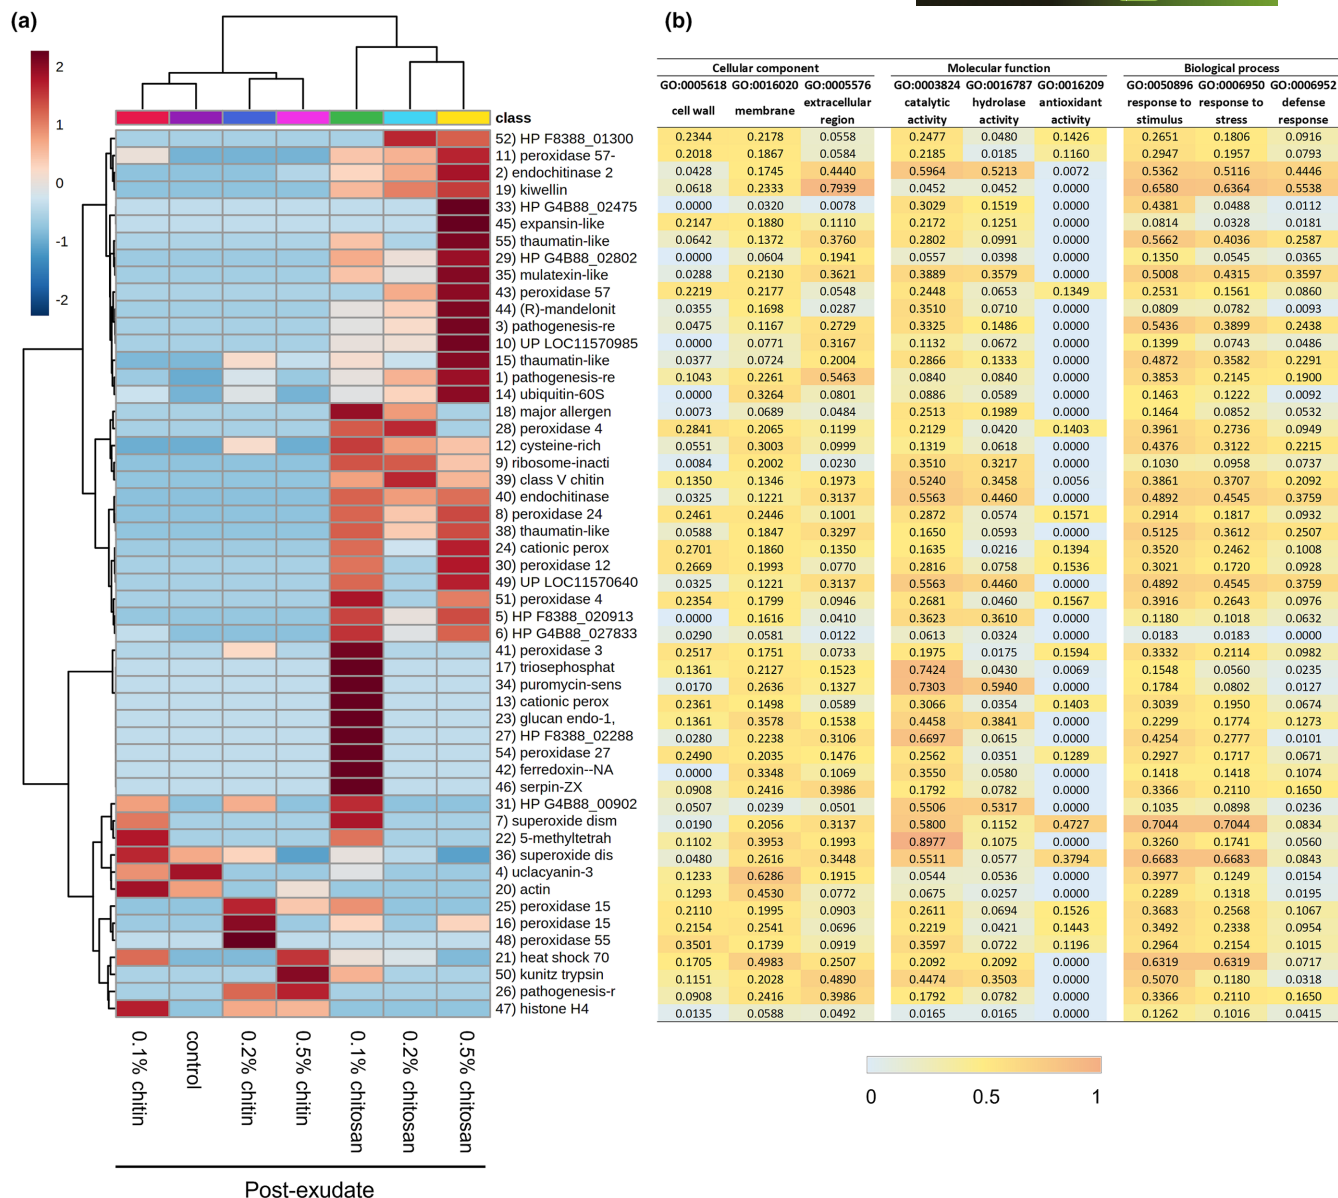 (a)
2
1
0
-1
-2
class
52) HP F8388_01300
11) peroxidase 57-
2) endochitinase 2
19) kiwellin
33) HP G4B88_02475
45) expansin-like
55) thaumatin-like
29) HP G4B88_02802
35) mulatexin-like
43) peroxidase 57
44) (R)-mandelonit
3) pathogenesis-re
10) UP LOC11570985
15) thaumatin-like
1) pathogenesis-re
14) ubiquitin-60S
18) major allergen
28) peroxidase 4
12) cysteine-rich
9) ribosome-inacti
39) class V chitin
40) endochitinase
8) peroxidase 24
38) thaumatin-like
24) cationic perox
30) peroxidase 12
49) UP LOC11570640
51) peroxidase 4
5) HP F8388_020913
6) HP G4B88_027833
41) peroxidase 3
17) triosephosphat
34) puromycin-sens
13) cationic perox
23) glucan endo-1,
27) HP F8388_02288
54) peroxidase 27
42) ferredoxin--NA
46) serpin-ZX
31) HP G4B88_00902
7) superoxide dism
22) 5-methyltetrah
36) superoxide dis
4) uclacyanin-3
20) actin
25) peroxidase 15
16) peroxidase 15
48) peroxidase 55
21) heat shock 70
50) kunitz trypsin
26) pathogenesis-r
47) histone H4
0.1% chitin
control
0.2% chitin
0.5% chitin
0.1% chitosan
0.2% chitosan
0.5% chitosan
Post-exudate
(b)
Cellular component Molecular function Biological process
GO:0005618 GO:0016020 GO:0005576 GO:0003824 GO:0016787 GO:0016209 GO:0050896 GO:0006950 GO:0006952
cell wall membrane extracellular region catalytic activity hydrolase activity antioxidant activity response to stimulus response to stress defense response
0.2344 0.2178 0.0558 0.2477 0.0480 0.1426 0.2651 0.1806 0.0916
0.2018 0.1867 0.0584 0.2185 0.0185 0.1160 0.2947 0.1957 0.0793
0.0428 0.1745 0.4440 0.5964 0.5213 0.0072 0.5362 0.5116 0.4446
0.0618 0.2333 0.7939 0.0452 0.0452 0.0000 0.6580 0.6364 0.5538
0.0000 0.0320 0.0078 0.3029 0.1519 0.0000 0.4381 0.0488 0.0112
0.2147 0.1880 0.1110 0.2172 0.1251 0.0000 0.0814 0.0328 0.0181
0.0642 0.1372 0.3760 0.2802 0.0991 0.0000 0.5662 0.4036 0.2587
0.0000 0.0604 0.1941 0.0557 0.0398 0.0000 0.1350 0.0545 0.0365
0.0288 0.2130 0.3621 0.3889 0.3579 0.0000 0.5008 0.4315 0.3597
0.2219 0.2177 0.0548 0.2448 0.0653 0.1349 0.2531 0.1561 0.0860
0.0355 0.1698 0.0287 0.3510 0.0710 0.0000 0.0809 0.0782 0.0093
0.0475 0.1167 0.2729 0.3325 0.1486 0.0000 0.5436 0.3899 0.2438
0.0000 0.0771 0.3167 0.1132 0.0672 0.0000 0.1399 0.0743 0.0486
0.0377 0.0724 0.2004 0.2866 0.1333 0.0000 0.4872 0.3582 0.2291
0.1043 0.2261 0.5463 0.0840 0.0840 0.0000 0.3853 0.2145 0.1900
0.0000 0.3264 0.0801 0.0886 0.0589 0.0000 0.1463 0.1222 0.0092
0.0073 0.0689 0.0484 0.2513 0.1989 0.0000 0.1464 0.0852 0.0532
0.2841 0.2065 0.1199 0.2129 0.0420 0.1403 0.3961 0.2736 0.0949
0.0551 0.3003 0.0999 0.1319 0.0618 0.0000 0.4376 0.3122 0.2215
0.0084 0.2002 0.0230 0.3510 0.3217 0.0000 0.1030 0.0958 0.0737
0.1350 0.1346 0.1973 0.5240 0.3458 0.0056 0.3861 0.3707 0.2092
0.0325 0.1221 0.3137 0.5563 0.4460 0.0000 0.4892 0.4545 0.3759
0.2461 0.2446 0.1001 0.2872 0.0574 0.1571 0.2914 0.1817 0.0932
0.0588 0.1847 0.3297 0.1650 0.0593 0.0000 0.5125 0.3612 0.2507
0.2701 0.1860 0.1350 0.1635 0.0216 0.1394 0.3520 0.2462 0.1008
0.2669 0.1993 0.0770 0.2816 0.0758 0.1536 0.3021 0.1720 0.0928
0.0325 0.1221 0.3137 0.5563 0.4460 0.0000 0.4892 0.4545 0.3759
0.2354 0.1799 0.0946 0.2681 0.0460 0.1567 0.3916 0.2643 0.0976
0.0000 0.1616 0.0410 0.3623 0.3610 0.0000 0.1180 0.1018 0.0632
0.0290 0.0581 0.0122 0.0613 0.0324 0.0000 0.0183 0.0183 0.0000
0.2517 0.1751 0.0733 0.1975 0.0175 0.1594 0.3332 0.2114 0.0982
0.1361 0.2127 0.1523 0.7424 0.0430 0.0069 0.1548 0.0560 0.0235
0.0170 0.2636 0.1327 0.7303 0.5940 0.0000 0.1784 0.0802 0.0127
0.2361 0.1498 0.0589 0.3066 0.0354 0.1403 0.3039 0.1950 0.0674
0.1361 0.3578 0.1538 0.4458 0.3841 0.0000 0.2299 0.1774 0.1273
0.0280 0.2238 0.3106 0.6697 0.0615 0.0000 0.4254 0.2777 0.0101
0.2490 0.2035 0.1476 0.2562 0.0351 0.1289 0.2927 0.1717 0.0671
0.0000 0.3348 0.1069 0.3550 0.0580 0.0000 0.1418 0.1418 0.1074
0.0908 0.2416 0.3986 0.1792 0.0782 0.0000 0.3366 0.2110 0.1650
0.0507 0.0239 0.0501 0.5506 0.5317 0.0000 0.1035 0.0898 0.0236
0.0190 0.2056 0.3137 0.5800 0.1152 0.4727 0.7044 0.7044 0.0834
0.1102 0.3953 0.1993 0.8977 0.1075 0.0000 0.3260 0.1741 0.0560
0.0480 0.2616 0.3448 0.5511 0.0577 0.3794 0.6683 0.6683 0.0843
0.1233 0.6286 0.1915 0.0544 0.0536 0.0000 0.3977 0.1249 0.0154
0.1293 0.4530 0.0772 0.0675 0.0257 0.0000 0.2289 0.1318 0.0195
0.2110 0.1995 0.0903 0.2611 0.0694 0.1526 0.3683 0.2568 0.1067
0.2154 0.2541 0.0696 0.2219 0.0421 0.1443 0.3492 0.2338 0.0954
0.3501 0.1739 0.0919 0.3597 0.0722 0.1196 0.2964 0.2154 0.1015
0.1705 0.4983 0.2507 0.2092 0.2092 0.0000 0.6319 0.6319 0.0717
0.1151 0.2028 0.4890 0.4474 0.3503 0.0000 0.5070 0.1180 0.0318
0.0908 0.2416 0.3986 0.1792 0.0782 0.0000 0.3366 0.2110 0.1650
0.0135 0.0588 0.0492 0.0165 0.0165 0.0000 0.1262 0.1016 0.0415
0 0.5 1